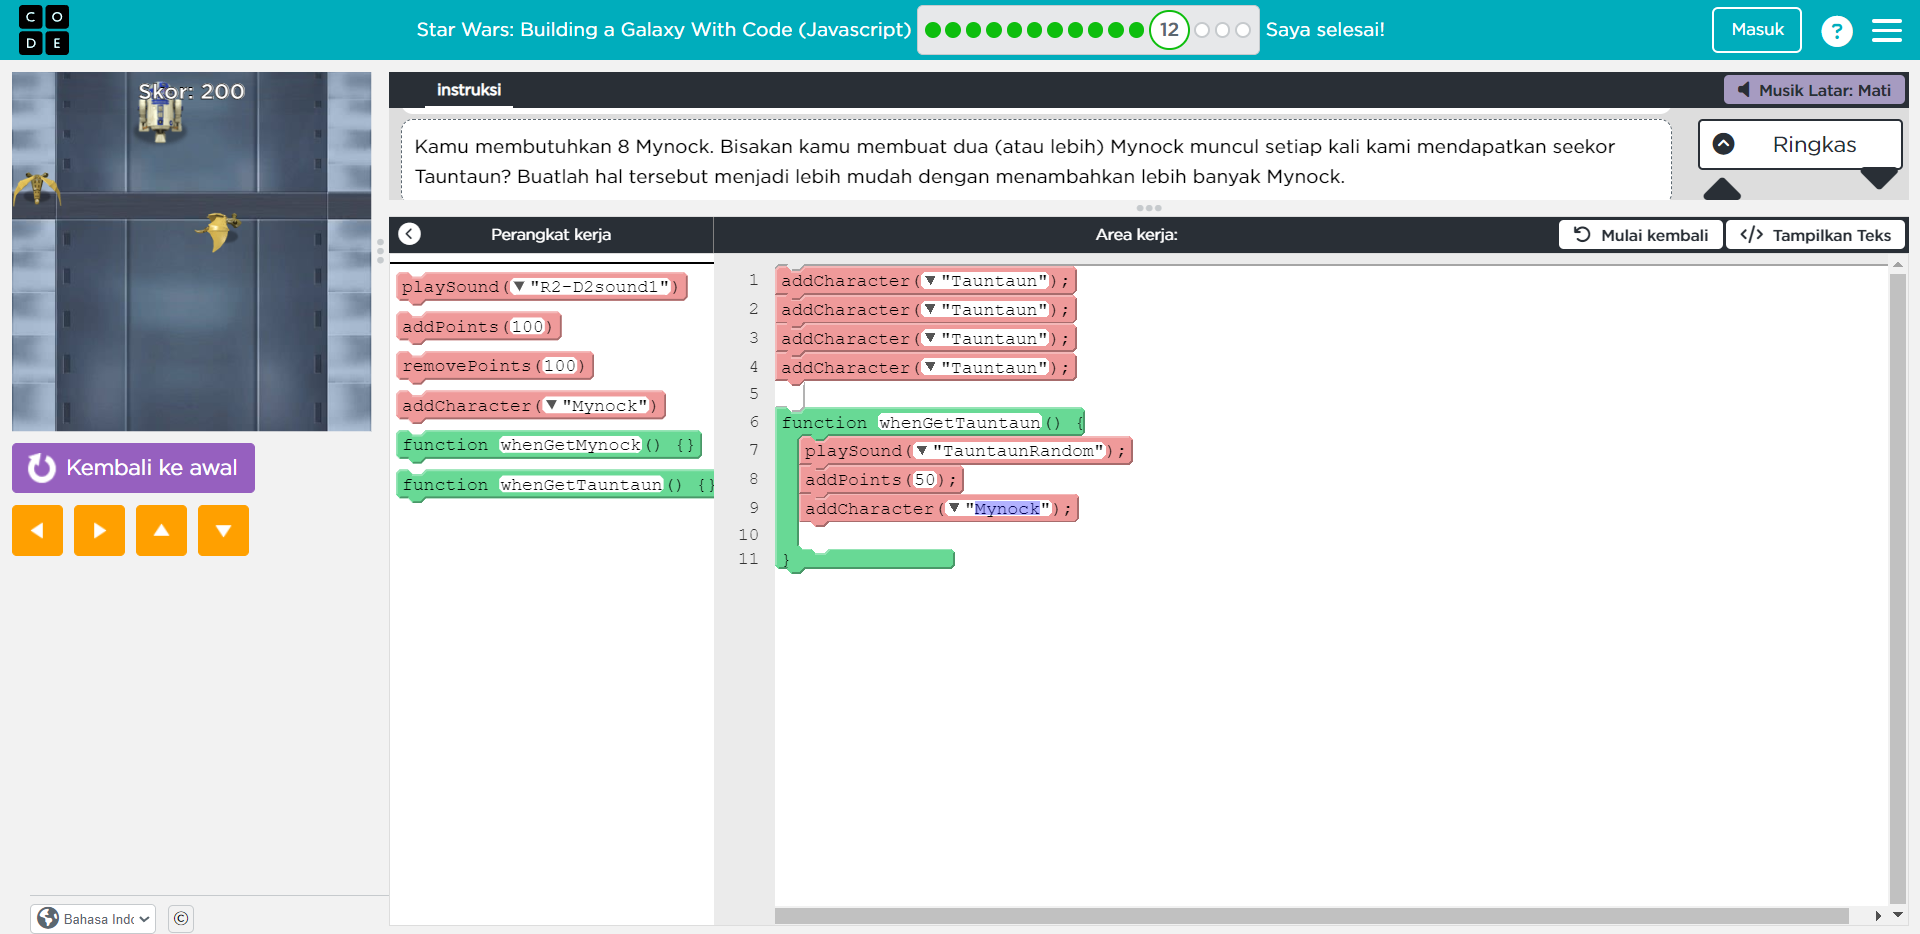 CO
DE
Star Wars: Building a Galaxy With Code (Javascript)
12
Saya selesai!
Masuk
?
Skor: 200
instruksi
Musik Latar: Mati
Kamu membutuhkan 8 Mynock. Bisakan kamu membuat dua (atau lebih) Mynock muncul setiap kali kami mendapatkan seekor
Tauntaun? Buatlah hal tersebut menjadi lebih mudah dengan menambahkan lebih banyak Mynock.
Ringkas
Perangkat kerja
Area kerja:
Mulai kembali
</> Tampilkan Teks
playSound(▼"R2-D2sound1")
addPoints(100)
removePoints(100)
addCharacter(▼"Mynock")
function whenGetMynock() {}
function whenGetTauntaun() {}
1 addCharacter(▼"Tauntaun");
2 addCharacter(▼"Tauntaun");
3 addCharacter(▼"Tauntaun");
4 addCharacter(▼"Tauntaun");
5
6 function whenGetTauntaun() {
7 playSound(▼"TauntaunRandom");
8 addPoints(50);
9 addCharacter(▼"Mynock");
10
11 }
Kembali ke awal
Bahasa Indo
©